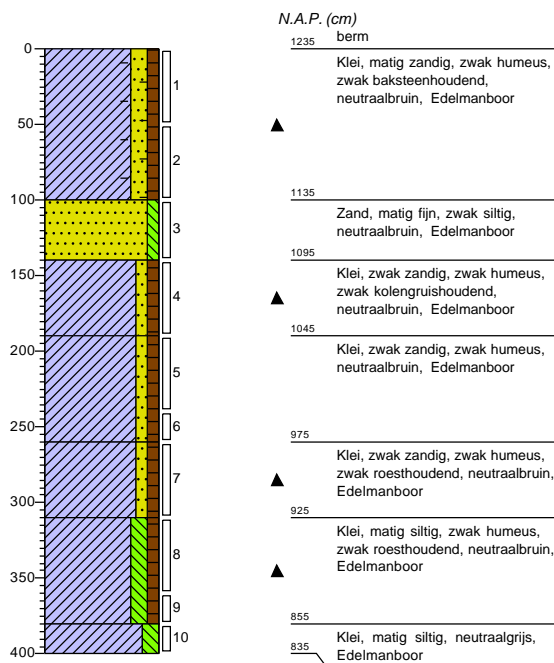 N.A.P. (cm)
1235 berm
0
Klei, matig zandig, zwak humeus,
zwak baksteenhoudend,
neutraalbruin, Edelmanboor
1
50
2
100
1135
Zand, matig fijn, zwak siltig,
neutraalbruin, Edelmanboor
3
1095
Klei, zwak zandig, zwak humeus,
zwak kolengruishoudend,
neutraalbruin, Edelmanboor
150
4
1045
Klei, zwak zandig, zwak humeus,
neutraalbruin, Edelmanboor
200
5
250
6
975
Klei, zwak zandig, zwak humeus,
zwak roesthoudend, neutraalbruin,
Edelmanboor
7
300
925
Klei, matig siltig, zwak humeus,
zwak roesthoudend, neutraalbruin,
Edelmanboor
8
350
9
855
Klei, matig siltig, neutraalgrijs,
Edelmanboor
10
835
400